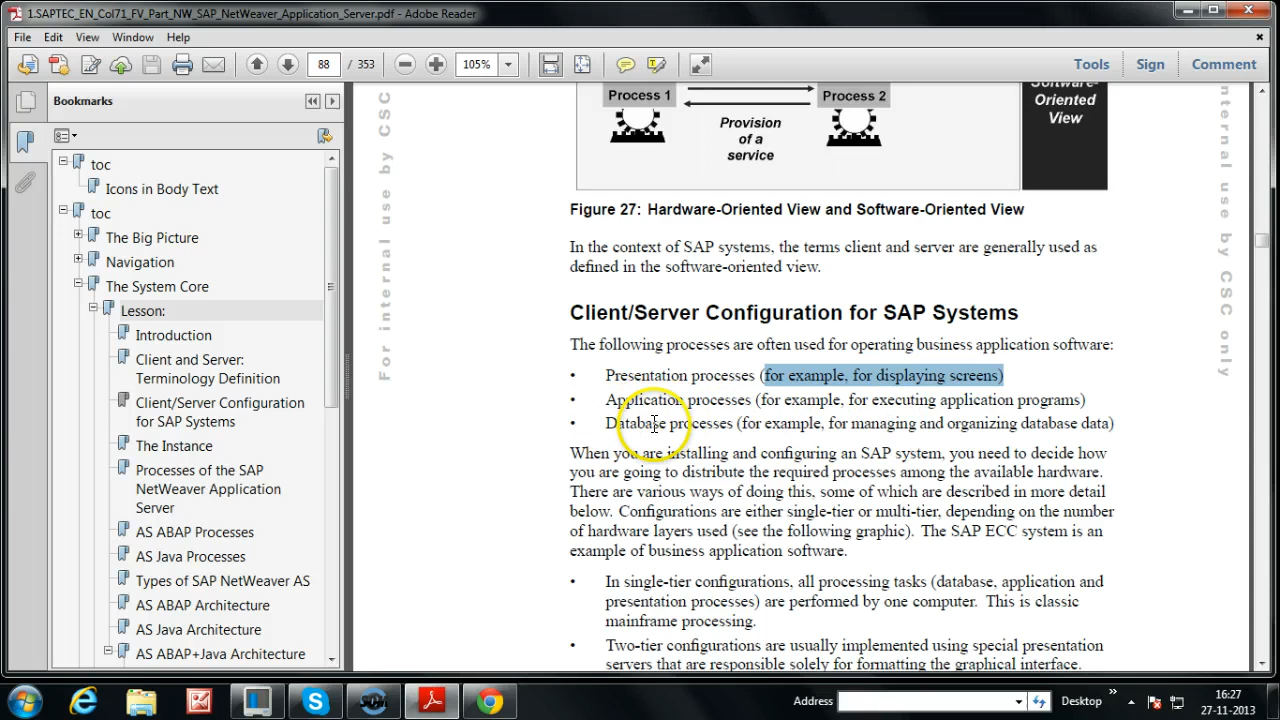 1.SAPTEC_EN_Col71_FV_Part_NW_SAP_NetWeaver_Application_Server.pdf - Adobe Reader
File Edit View Window Help
88 / 353 105% Tools Sign Comment
Bookmarks
toc
Icons in Body Text
toc
The Big Picture
Navigation
The System Core
Lesson:
Introduction
Client and Server:
Terminology Definition
Client/Server Configuration
for SAP Systems
The Instance
Processes of the SAP
NetWeaver Application
Server
AS ABAP Processes
AS Java Processes
Types of SAP NetWeaver AS
AS ABAP Architecture
AS Java Architecture
AS ABAP+Java Architecture
For internal use by CSC
Process 1
Process 2
Provision
of a
service
Software-
Oriented
View
Figure 27: Hardware-Oriented View and Software-Oriented View
In the context of SAP systems, the terms client and server are generally used as
defined in the software-oriented view.
Client/Server Configuration for SAP Systems
The following processes are often used for operating business application software:
• Presentation processes (for example, for displaying screens)
• Application processes (for example, for executing application programs)
• Database processes (for example, for managing and organizing database data)
When you are installing and configuring an SAP system, you need to decide how
you are going to distribute the required processes among the available hardware.
There are various ways of doing this, some of which are described in more detail
below. Configurations are either single-tier or multi-tier, depending on the number
of hardware layers used (see the following graphic). The SAP ECC system is an
example of business application software.
• In single-tier configurations, all processing tasks (database, application and
presentation processes) are performed by one computer. This is classic
mainframe processing.
• Two-tier configurations are usually implemented using special presentation
servers that are responsible solely for formatting the graphical interface.
nternal use by CSC only
Address
Desktop
16:27
27-11-2013